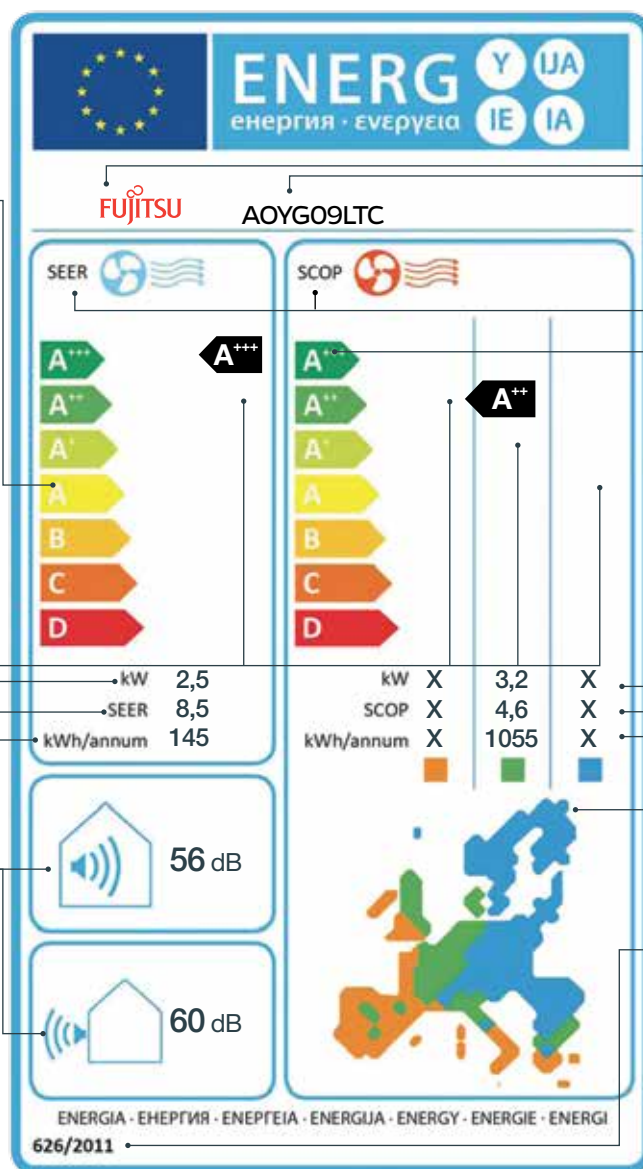 ENERG Y IJA
енергия · ενεργεια IE IA
FUJITSU AOYG09LTC
SEER
SCOP
A+++ A+++
A++
A+
A
B
C
D
A+++
A++ A++
A+
A
B
C
D
kW 2,5
SEER 8,5
kWh/annum 145
kW X 3,2 X
SCOP X 4,6 X
kWh/annum X 1055 X
56 dB
60 dB
ENERGIA · ЕНЕРГИЯ · ΕΝΕΡΓΕΙΑ · ENERGIJA · ENERGY · ENERGIE · ENERGI
626/2011